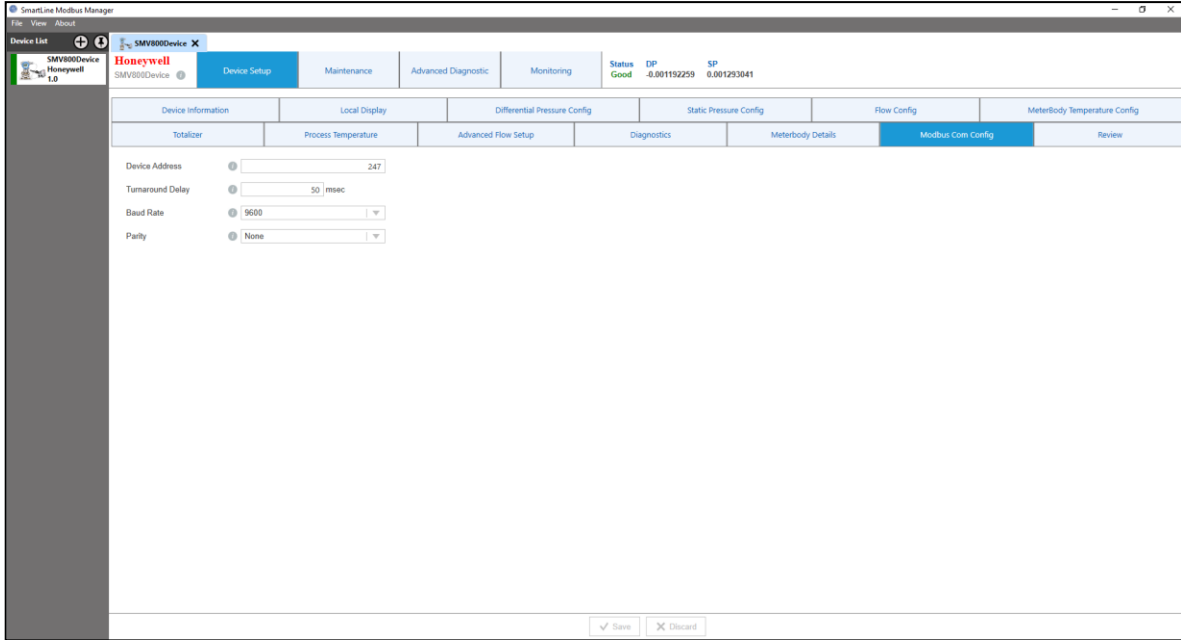 SmartLine Modbus Manager
File View About
Device List
SMV800Device
Honeywell
1.0
SMV800Device
Honeywell
SMV800Device
Device Setup
Maintenance
Advanced Diagnostic
Monitoring
Status DP SP
Good -0.001192259 0.001293041
Device Information
Local Display
Differential Pressure Config
Static Pressure Config
Flow Config
MeterBody Temperature Config
Totalizer
Process Temperature
Advanced Flow Setup
Diagnostics
Meterbody Details
Modbus Com Config
Review
Device Address 247
Turnaround Delay 50 msec
Baud Rate 9600
Parity None
Save
Discard